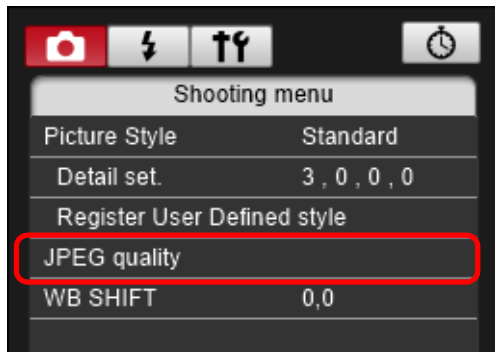 Shooting menu
Picture Style Standard
Detail set. 3 , 0 , 0 , 0
Register User Defined style
JPEG quality
WB SHIFT 0,0